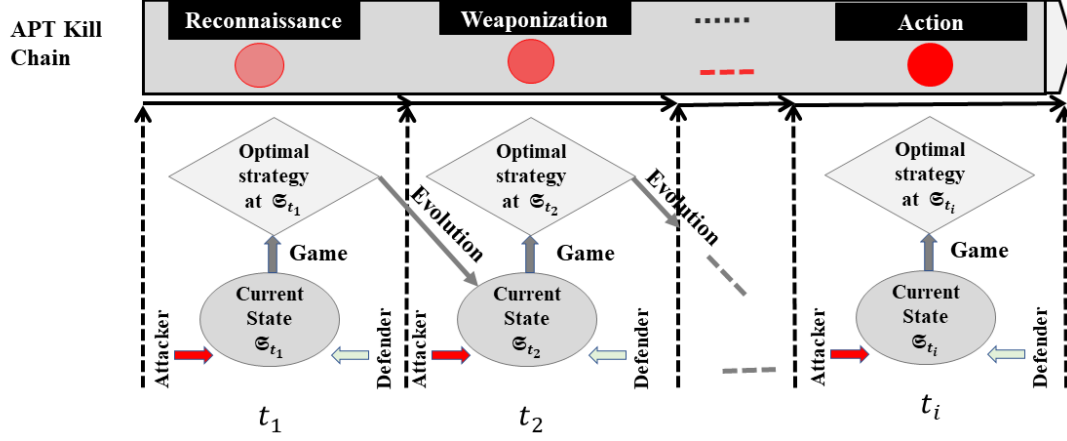 APT Kill
Chain
Reconnaissance
Weaponization
Action
Optimal
strategy
at 𝔖t₁
Evolution
Game
Current
State
𝔖t₁
Attacker
Defender
t₁
Optimal
strategy
at 𝔖t₂
Evolution
Game
Current
State
𝔖t₂
Attacker
Defender
t₂
Optimal
strategy
at 𝔖tᵢ
Game
Current
State
𝔖tᵢ
Attacker
Defender
tᵢ